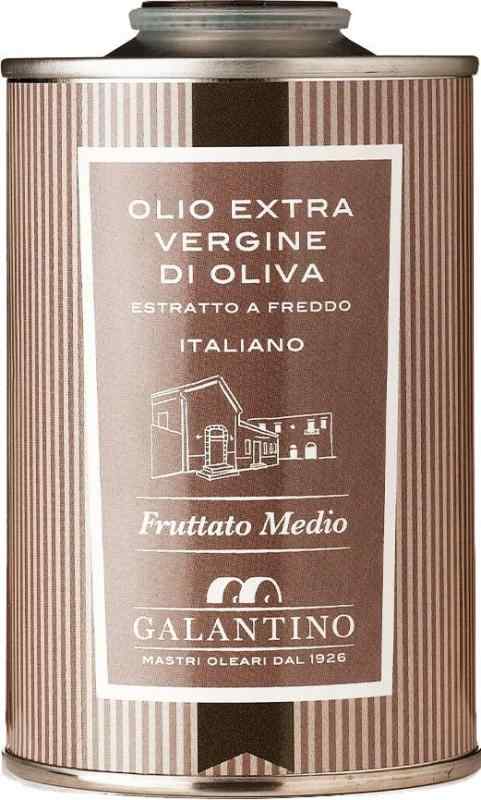 OLIO EXTRA
VERGINE
DI OLIVA
ESTRATTO A FREDDO
ITALIANO
Fruttato Medio
GALANTINO
MASTRI OLEARI DAL 1926